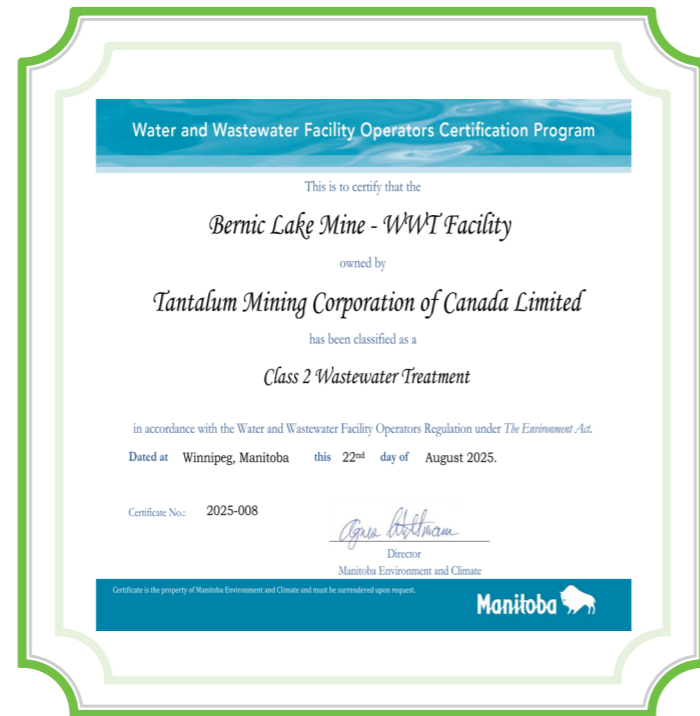 Water and Wastewater Facility Operators Certification Program
This is to certify that the
Bernic Lake Mine - WWT Facility
owned by
Tantalum Mining Corporation of Canada Limited
has been classified as a
Class 2 Wastewater Treatment
in accordance with the Water and Wastewater Facility Operators Regulation under The Environment Act.
Dated at Winnipeg, Manitoba this 22nd day of August 2025.
Certificate No.: 2025-008
Agnes
Director
Manitoba Environment and Climate
Certificate is the property of Manitoba Environment and Climate and must be surrendered upon request.
Manitoba